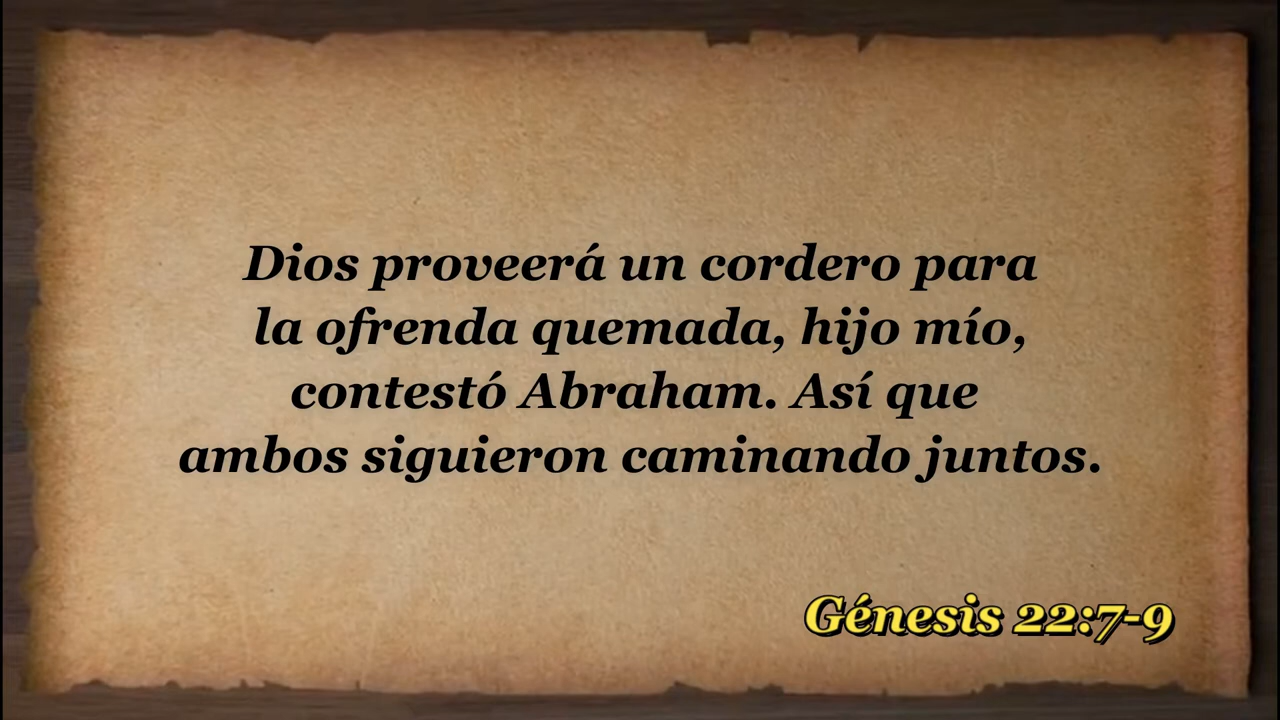 Dios proveerá un cordero para
la ofrenda quemada, hijo mío,
contestó Abraham. Así que
ambos siguieron caminando juntos.
Génesis 22:7-9